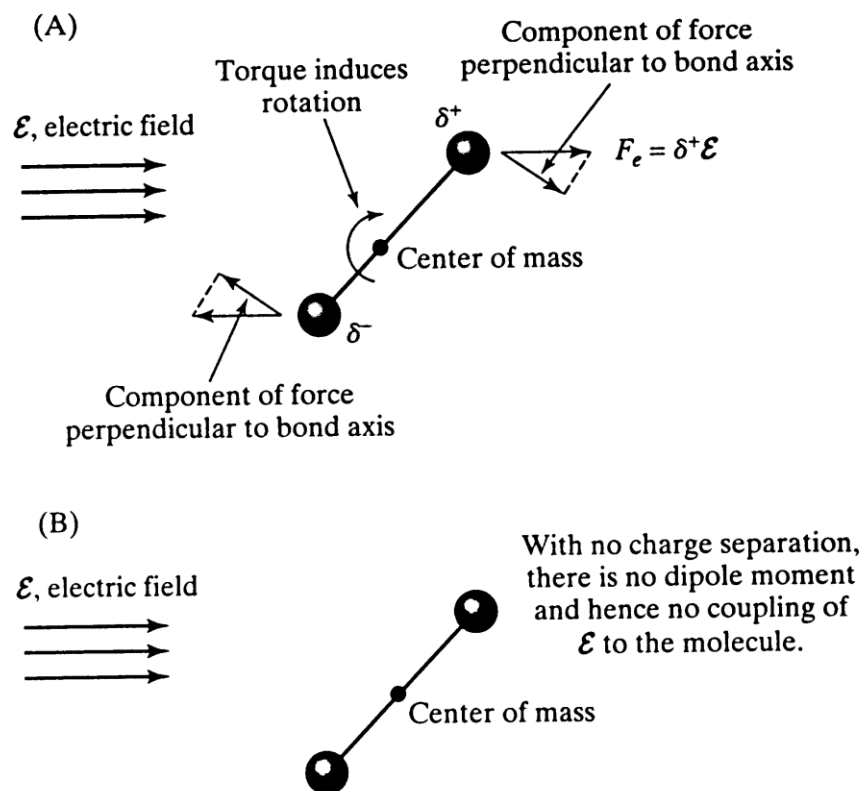 (A)
Component of force
perpendicular to bond axis
Torque induces
rotation
ℰ, electric field
δ⁺
Fₑ = δ⁺ℰ
Center of mass
δ⁻
Component of force
perpendicular to bond axis
(B)
With no charge separation,
there is no dipole moment
and hence no coupling of
ℰ to the molecule.
ℰ, electric field
Center of mass